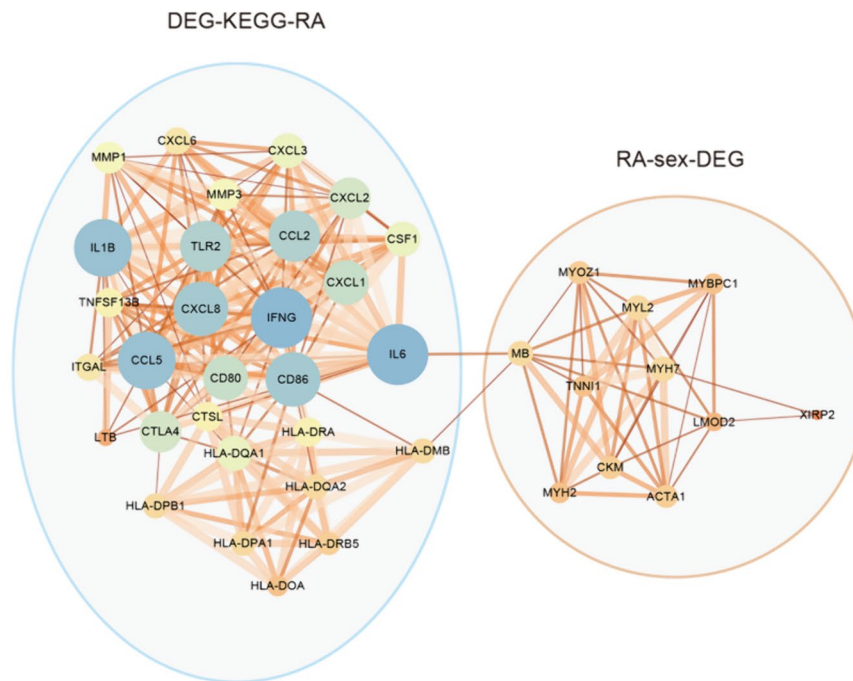 DEG-KEGG-RA
RA-sex-DEG
CXCL6
CXCL3
MMP1
MMP3
CXCL2
IL1B
TLR2
CCL2
CSF1
CXCL1
TNFSF13B
CXCL8
IFNG
IL6
CCL5
ITGAL
CD80
CD86
CTSL
LTB
CTLA4
HLA-DRA
HLA-DQA1
HLA-DMB
HLA-DQA2
HLA-DPB1
HLA-DPA1
HLA-DRB5
HLA-DOA
MYOZ1
MYBPC1
MYL2
MB
MYH7
TNNI1
LMOD2
XIRP2
CKM
MYH2
ACTA1